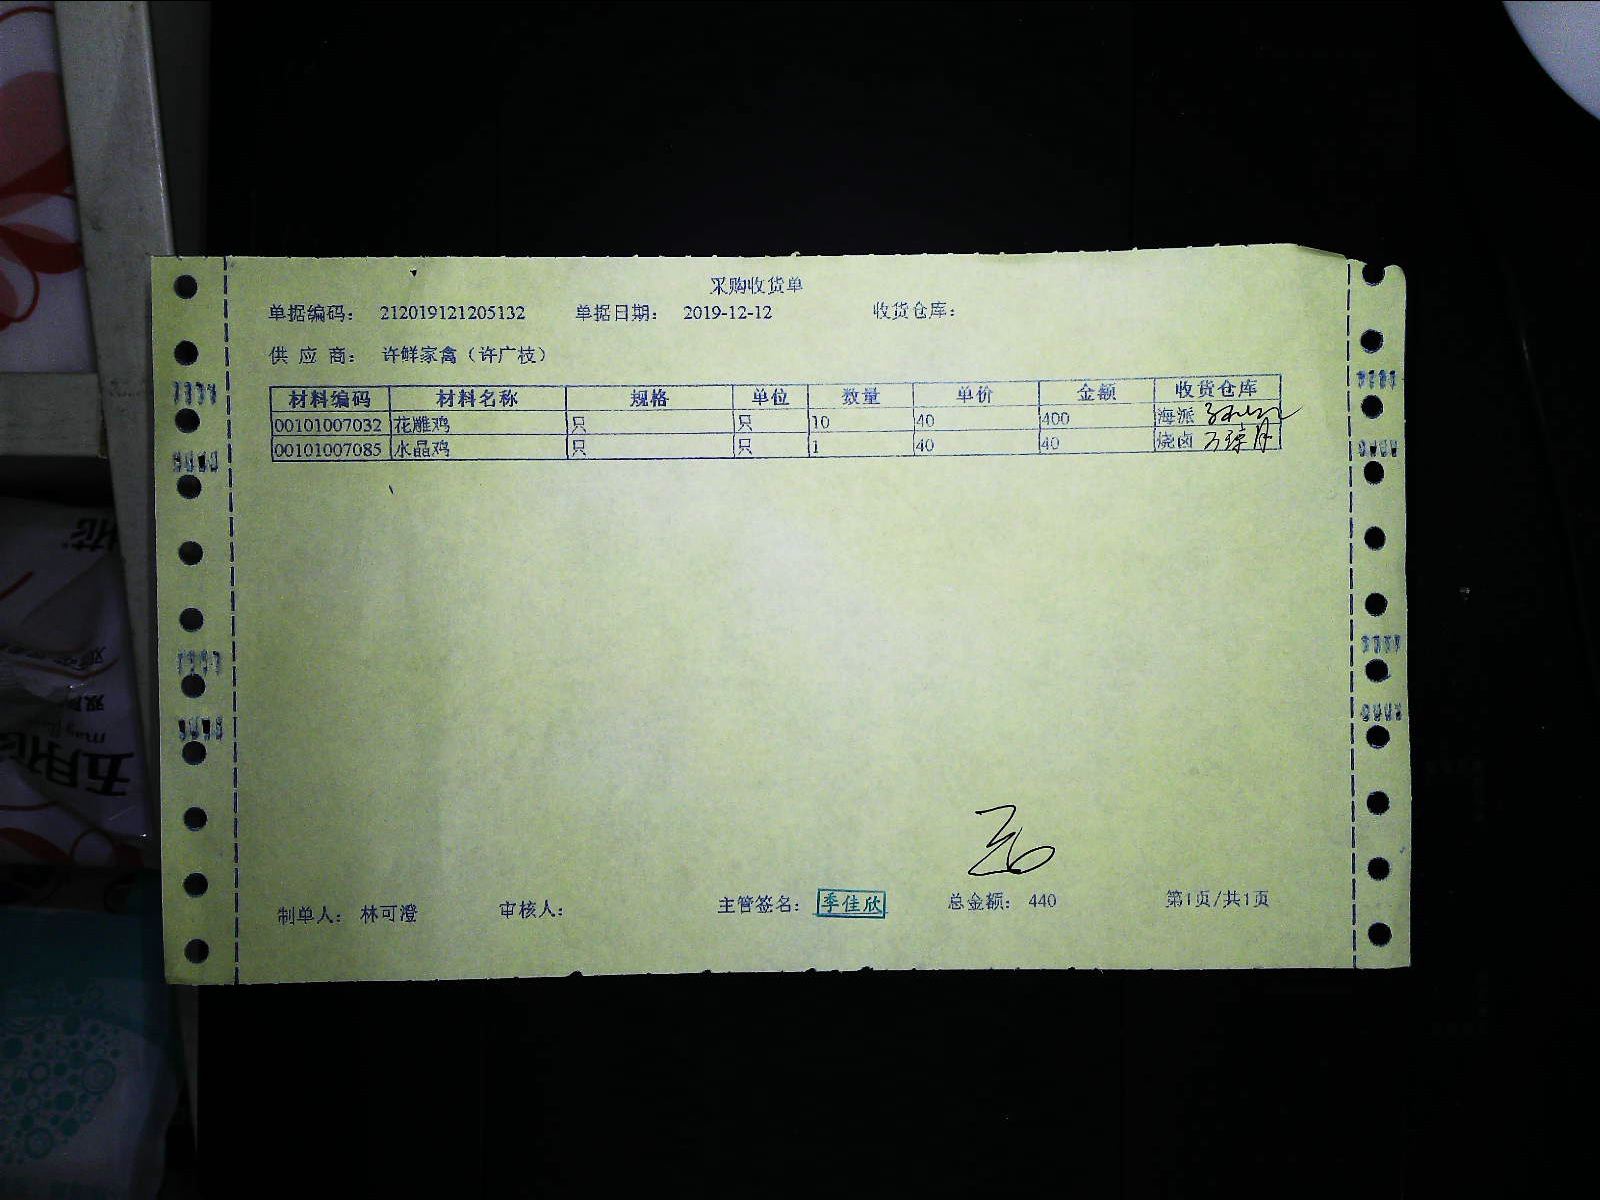 采购收货单
单据编码: 212019121205132 单据日期: 2019-12-12 收货仓库:
供 应 商: 许鲜家禽（许广枝）
材料编码 材料名称 规格 单位 数量 单价 金额 收货仓库
00101007032 花雕鸡 只 只 10 40 400 海派
00101007085 水晶鸡 只 只 1 40 40 烧卤
制单人: 林可澄 审核人: 主管签名: 季佳欣 总金额: 440 第1页/共1页
五月花